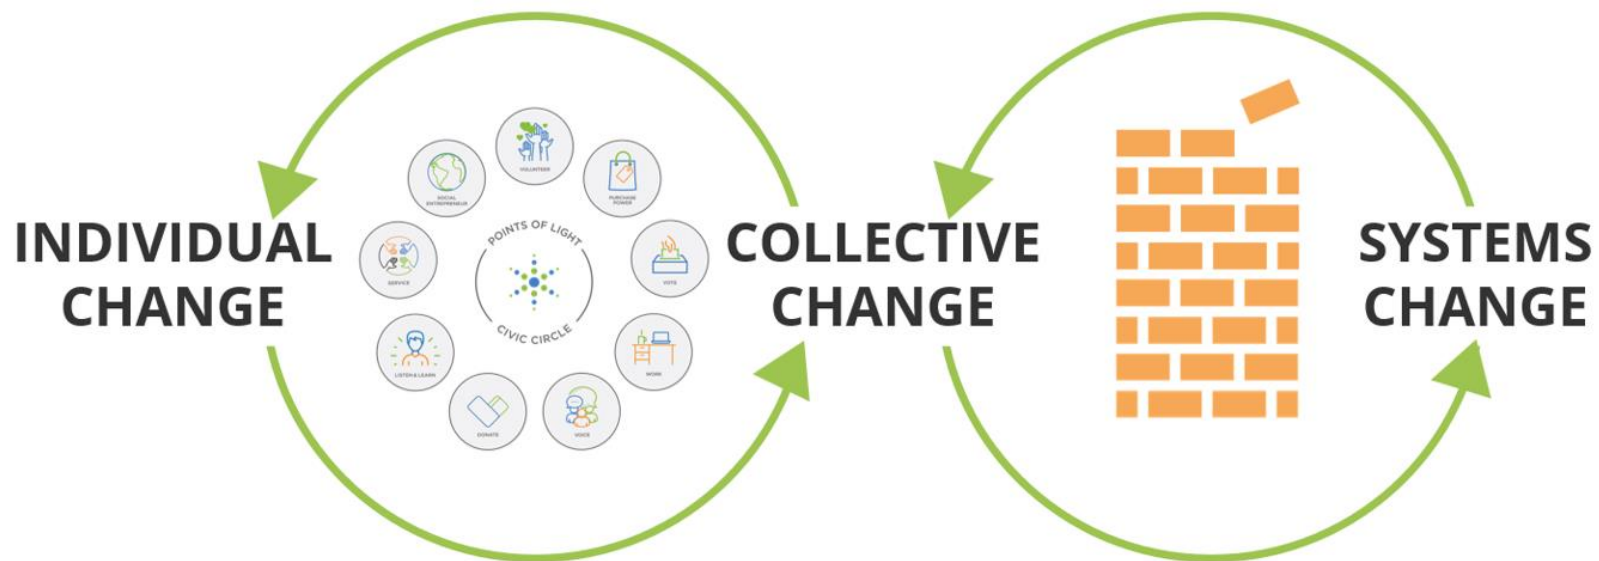 INDIVIDUAL
CHANGE
VOLUNTEER
PURCHASE
POWER
VOTE
WORK
VOICE
DONATE
LISTEN & LEARN
SERVICE
SOCIAL
ENTREPRENEUR
POINTS OF LIGHT
CIVIC CIRCLE
COLLECTIVE
CHANGE
SYSTEMS
CHANGE